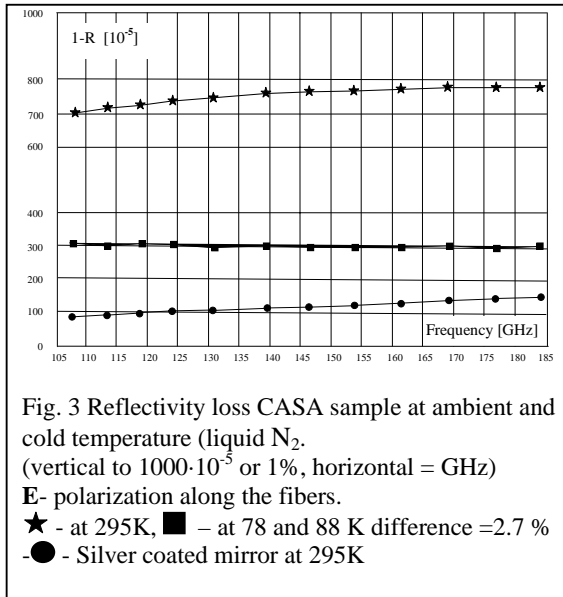 1000
1-R [10⁻⁵]
800
700
600
400
300
200
100
0
Frequency [GHz]
105 110 115 120 125 130 135 140 145 150 155 160 165 170 175 180 185
Fig. 3 Reflectivity loss CASA sample at ambient and
cold temperature (liquid N₂.
(vertical to 1000·10⁻⁵ or 1%, horizontal = GHz)
E- polarization along the fibers.
★ - at 295K, ■ – at 78 and 88 K difference =2.7 %
-● - Silver coated mirror at 295K